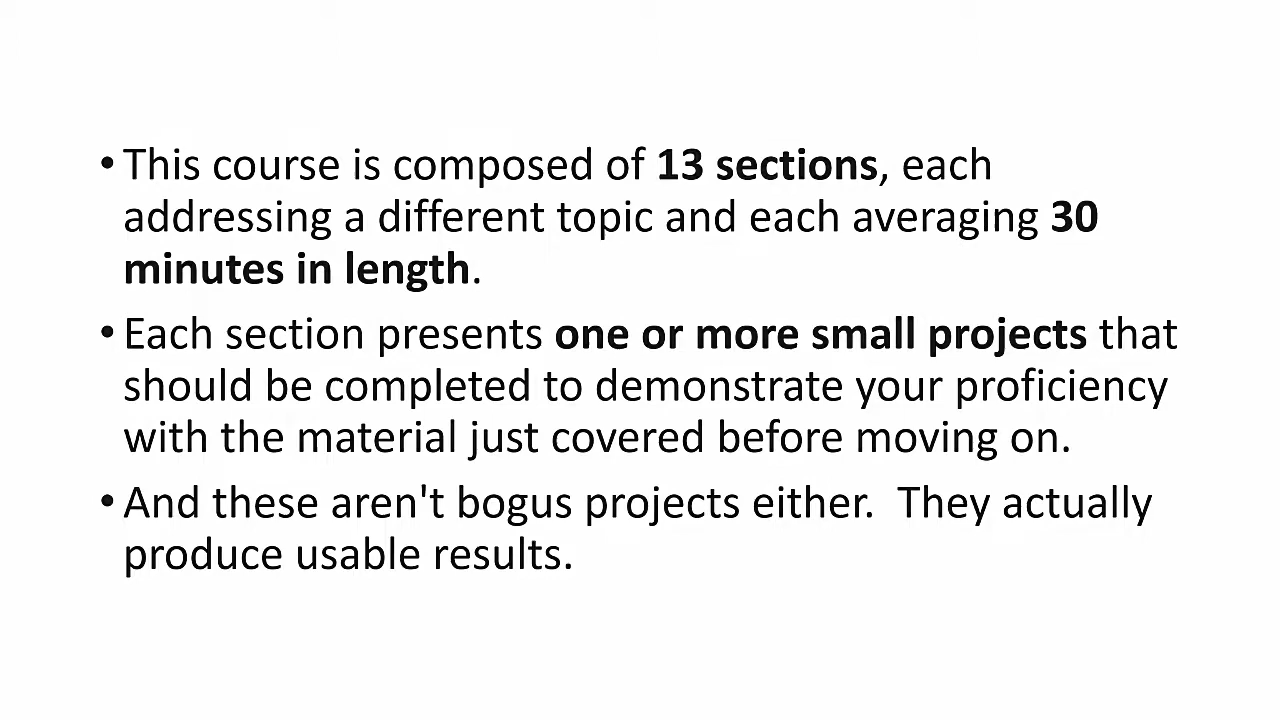 • This course is composed of 13 sections, each
addressing a different topic and each averaging 30
minutes in length.
• Each section presents one or more small projects that
should be completed to demonstrate your proficiency
with the material just covered before moving on.
• And these aren't bogus projects either.  They actually
produce usable results.